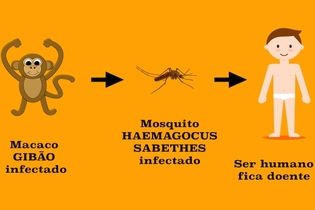 Macaco
GIBÃO
infectado
Mosquito
HAEMAGOCUS
SABETHES
infectado
Ser humano
fica doente